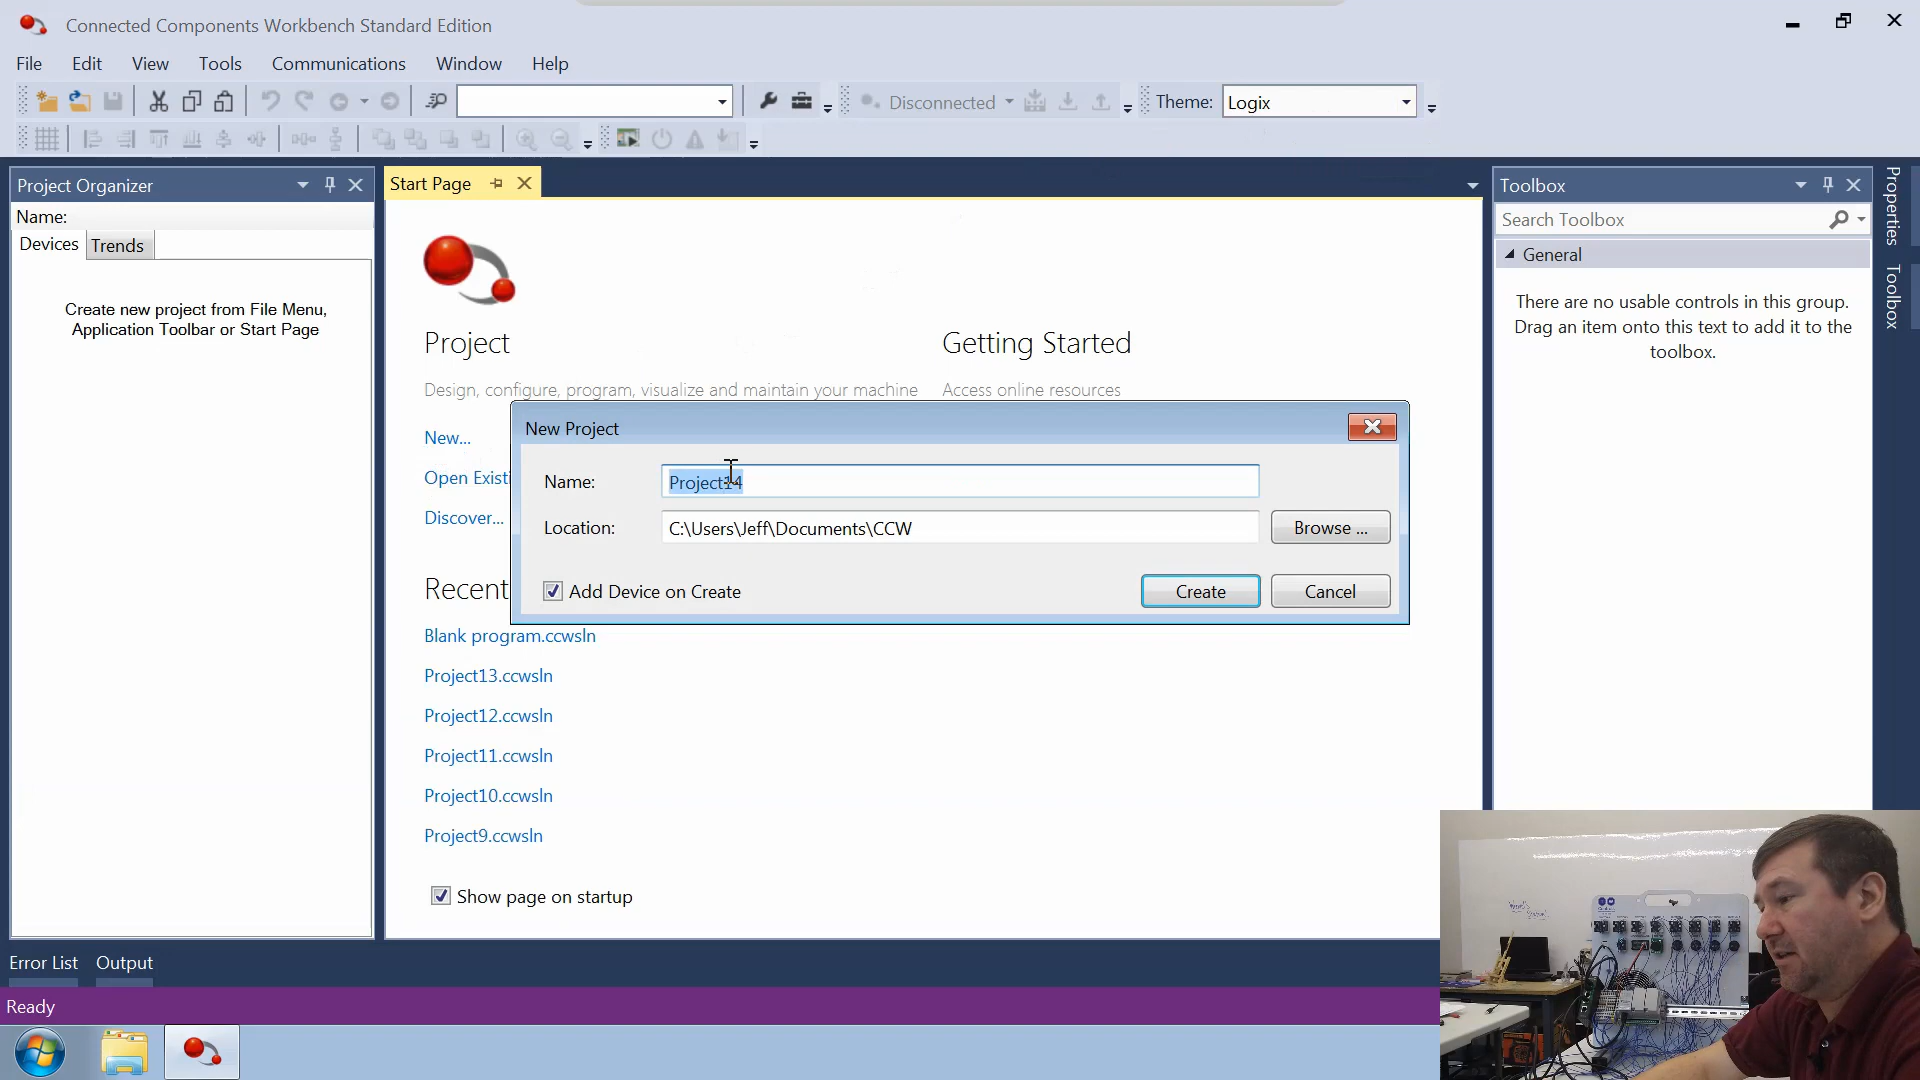 Connected Components Workbench Standard Edition
File Edit View Tools Communications Window Help
Disconnected Theme: Logix
Project Organizer
Name:
Devices Trends
Create new project from File Menu,
Application Toolbar or Start Page
Start Page
Project
Design, configure, program, visualize and maintain your machine
New...
Open Existi
Discover...
Getting Started
Access online resources
New Project
Name: Project14
Location: C:\Users\Jeff\Documents\CCW Browse ...
Add Device on Create Create Cancel
Recent
Blank program.ccwsln
Project13.ccwsln
Project12.ccwsln
Project11.ccwsln
Project10.ccwsln
Project9.ccwsln
Show page on startup
Toolbox
Search Toolbox
General
There are no usable controls in this group.
Drag an item onto this text to add it to the
toolbox.
Properties
Toolbox
Error List Output
Ready